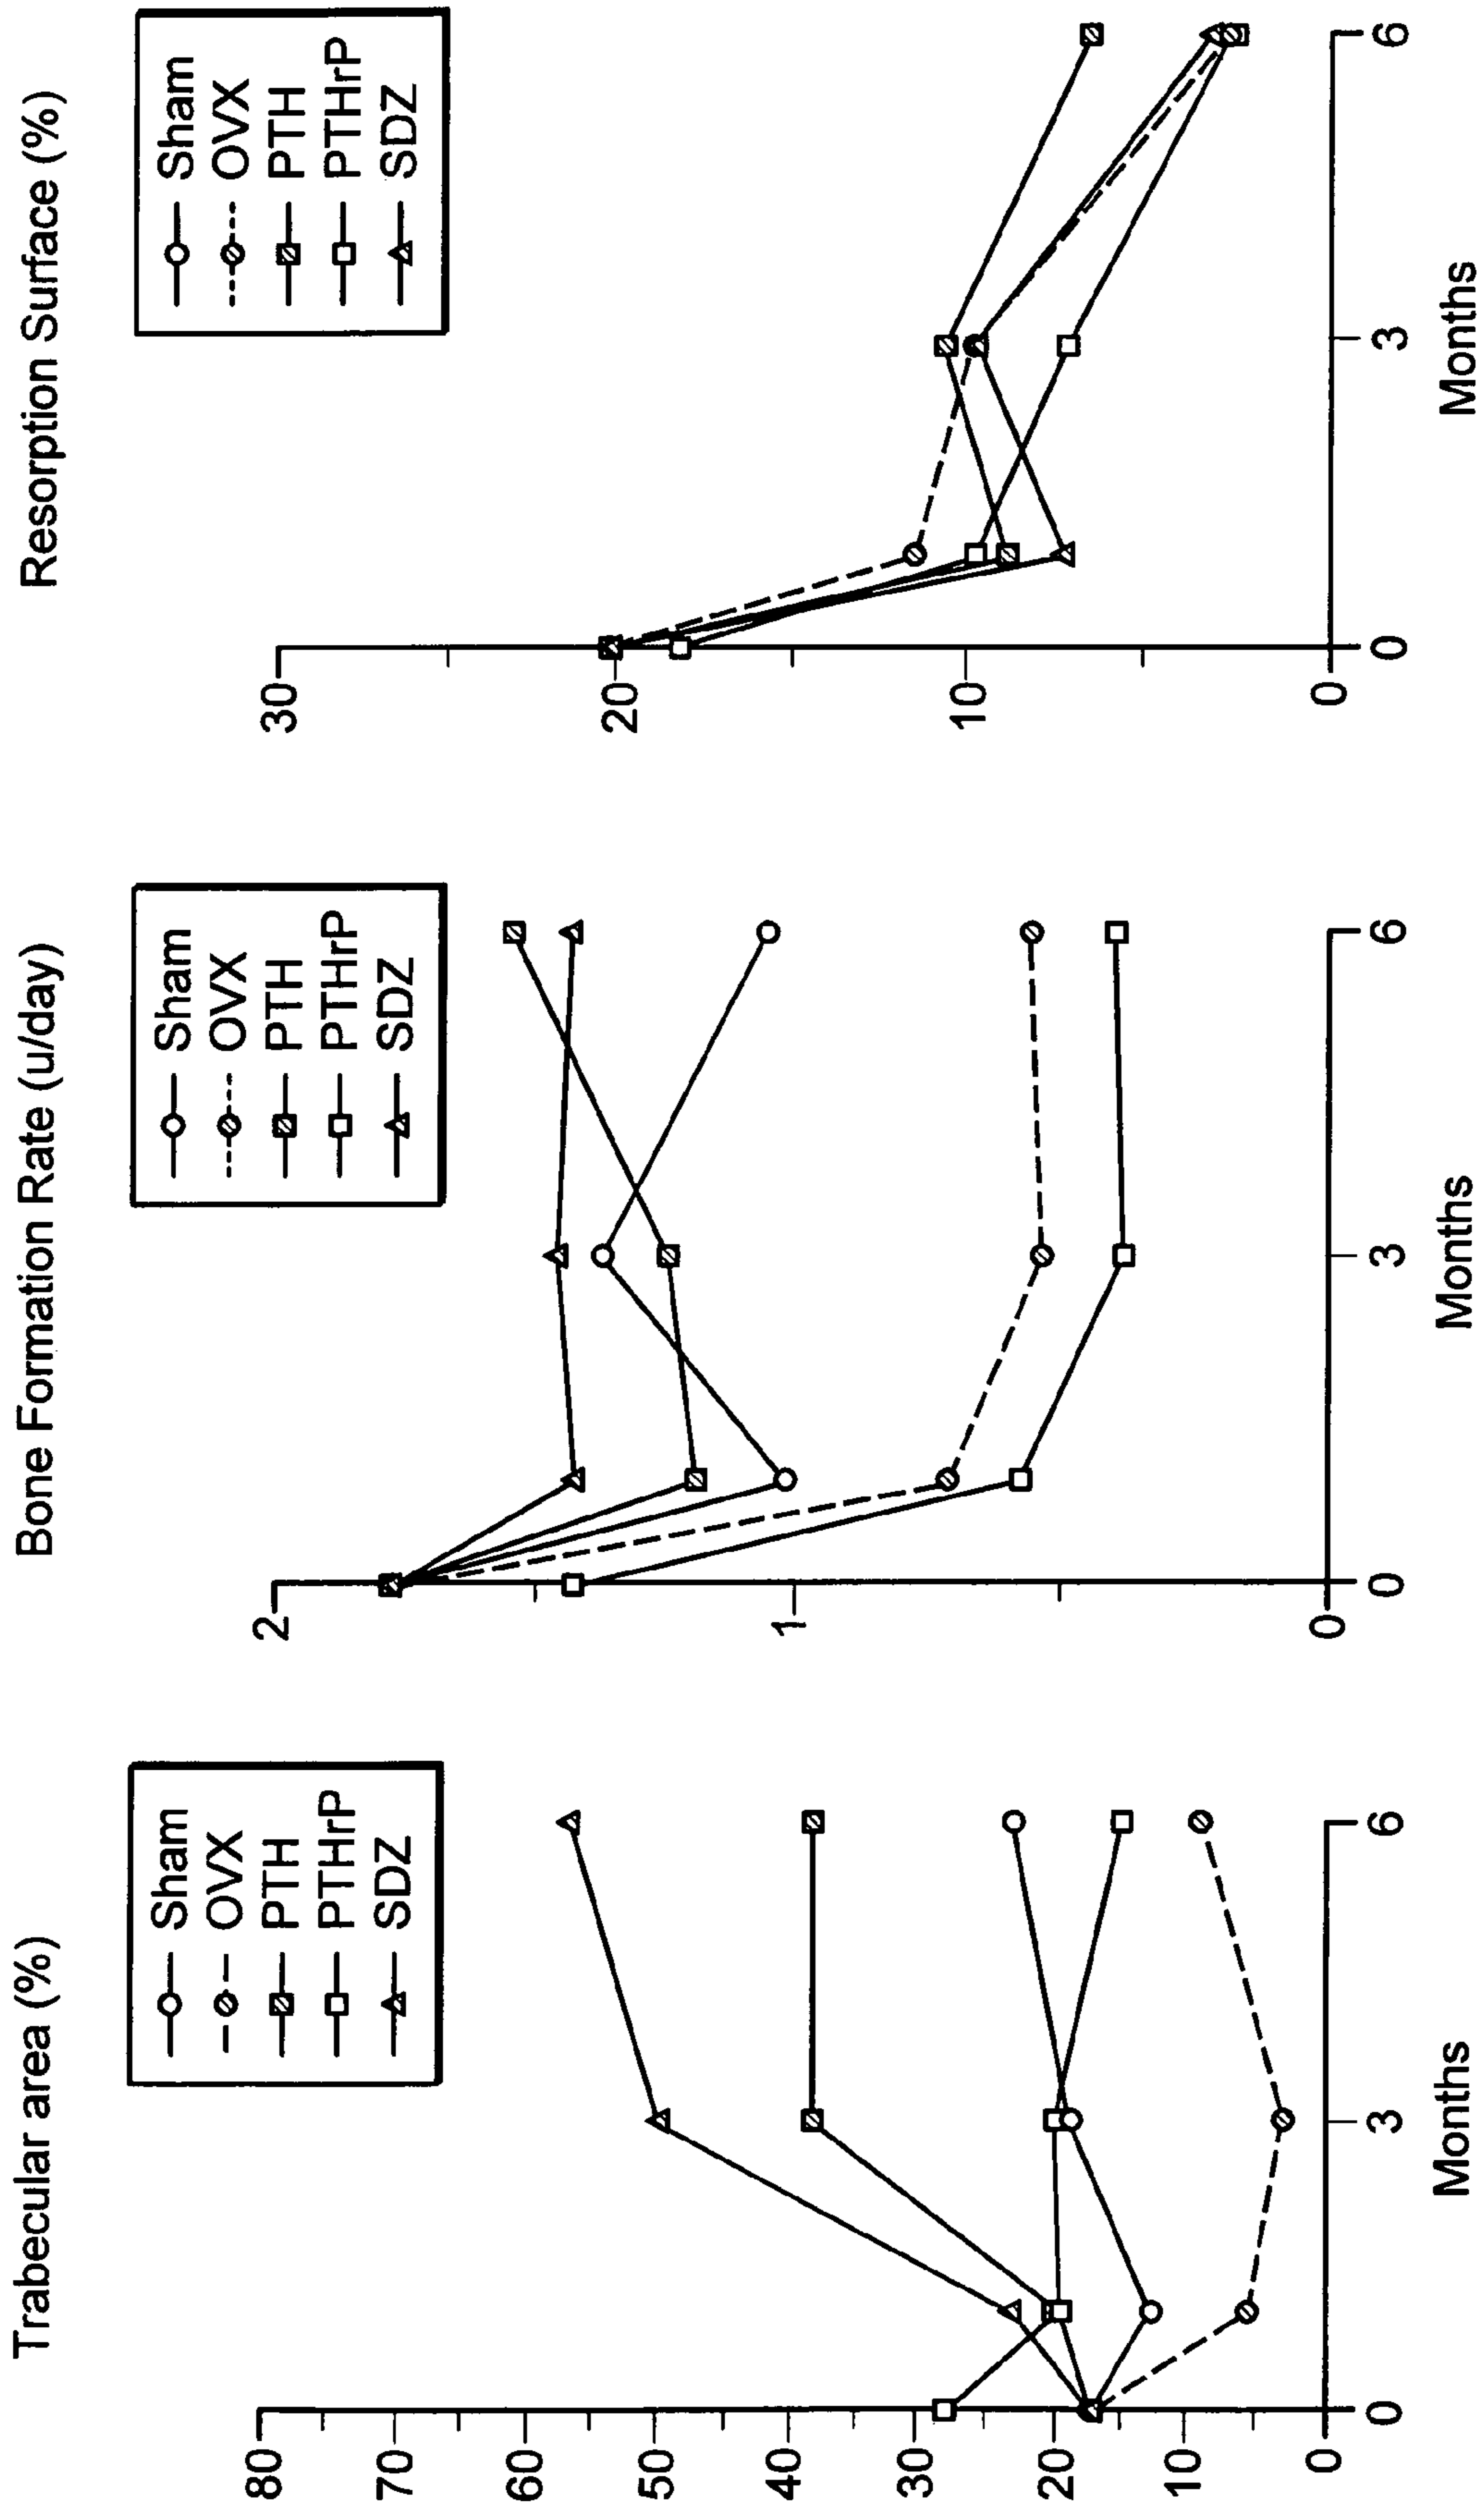 Trabecular area (%)
Sham
OVX
PTH
PTHrP
SDZ
80
70
60
50
40
30
20
10
0
0
3
6
Months
Bone Formation Rate (u/day)
Sham
OVX
PTH
PTHrP
SDZ
2
1
0
0
3
6
Months
Resorption Surface (%)
Sham
OVX
PTH
PTHrP
SDZ
30
20
10
0
0
3
6
Months